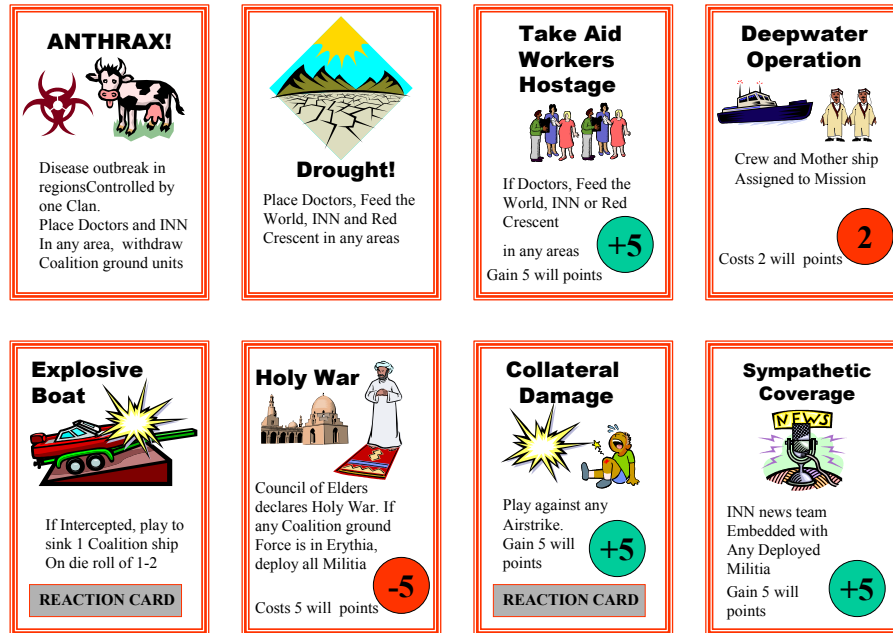 ANTHRAX!
Disease outbreak in
regionsControlled by
one Clan.
Place Doctors and INN
In any area, withdraw
Coalition ground units
Drought!
Place Doctors, Feed the
World, INN and Red
Crescent in any areas
Take Aid
Workers
Hostage
If Doctors, Feed the
World, INN or Red
Crescent
in any areas
+5
Gain 5 will points
Deepwater
Operation
Crew and Mother ship
Assigned to Mission
2
Costs 2 will points
Explosive
Boat
If Intercepted, play to
sink 1 Coalition ship
On die roll of 1-2
REACTION CARD
Holy War
Council of Elders
declares Holy War. If
any Coalition ground
Force is in Erythia,
deploy all Militia
-5
Costs 5 will points
Collateral
Damage
Play against any
Airstrike.
Gain 5 will
points
+5
REACTION CARD
Sympathetic
Coverage
NEWS
INN news team
Embedded with
Any Deployed
Militia
Gain 5 will
points
+5